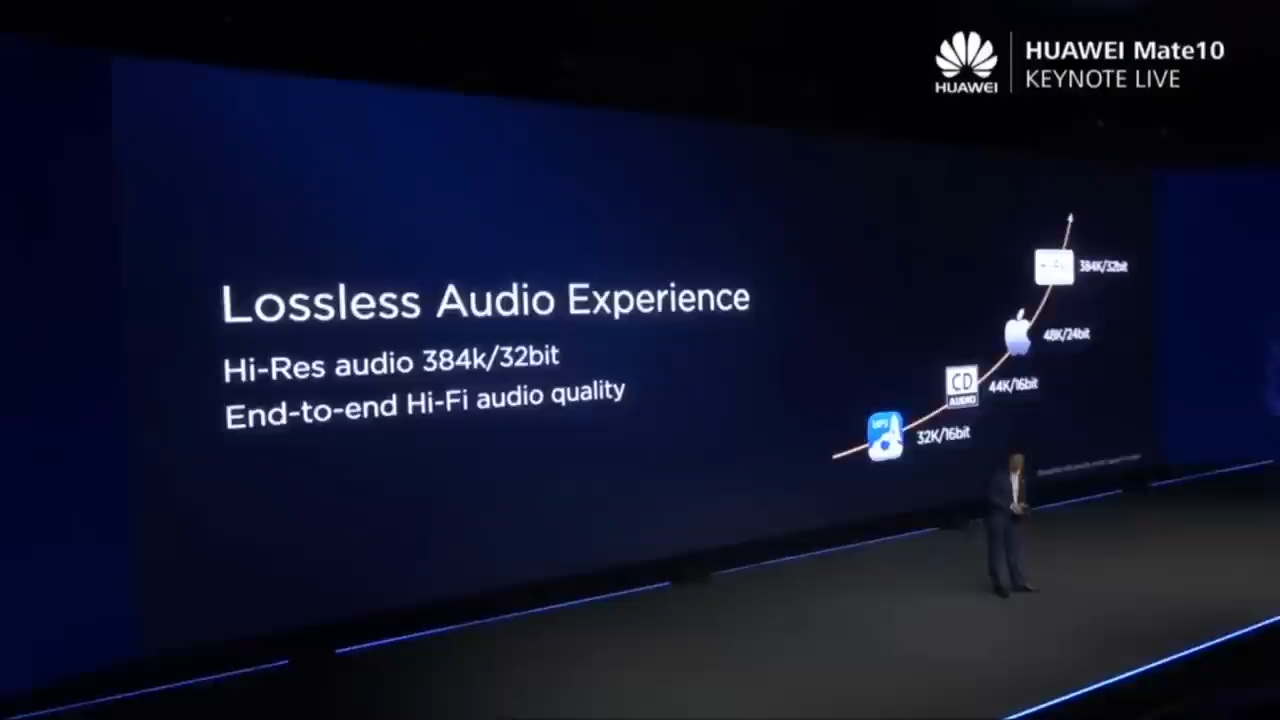 HUAWEI
HUAWEI Mate10
KEYNOTE LIVE
Lossless Audio Experience
Hi-Res audio 384k/32bit
End-to-end Hi-Fi audio quality
384K/32bit
48K/24bit
CD
AUDIO
44K/16bit
MP3
32K/16bit